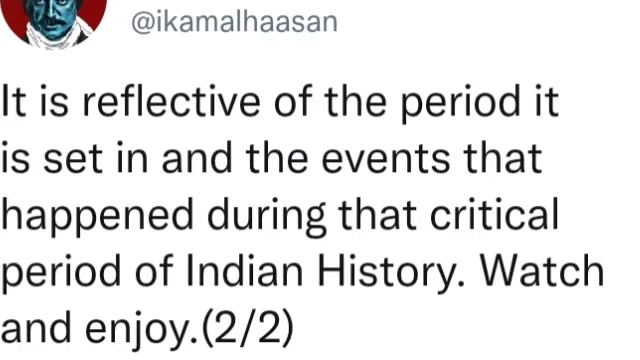 @ikamalhaasan
It is reflective of the period it
is set in and the events that
happened during that critical
period of Indian History. Watch
and enjoy.(2/2)